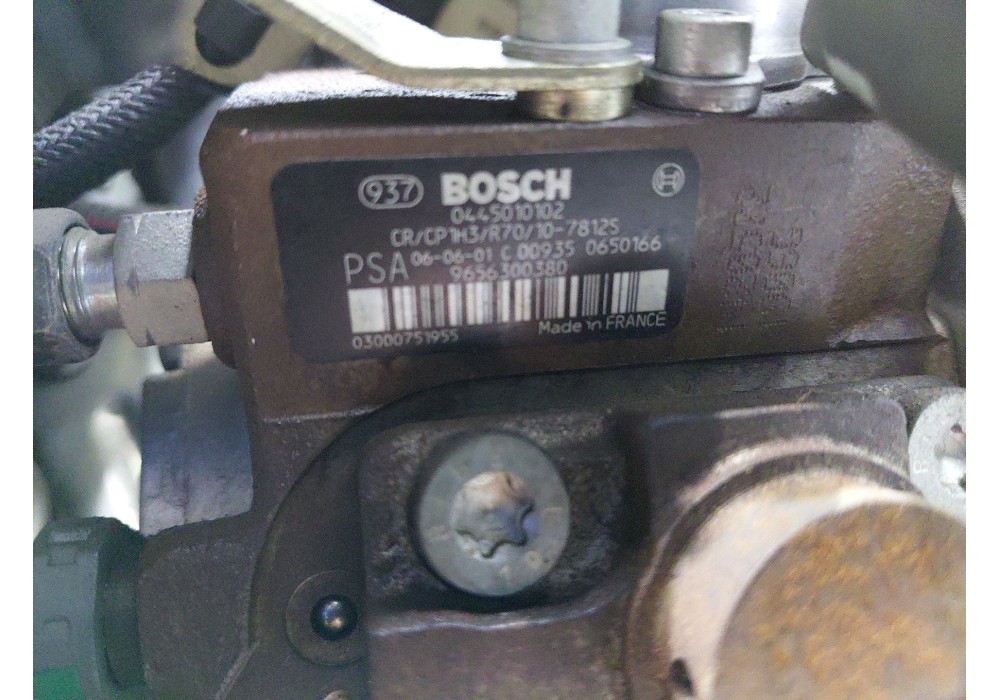 937 BOSCH
0445010102
CR/CP1H3/R70/10-7812S
PSA 06-06-01 C 00935 0650166
9656300380
Made in FRANCE
03000751955